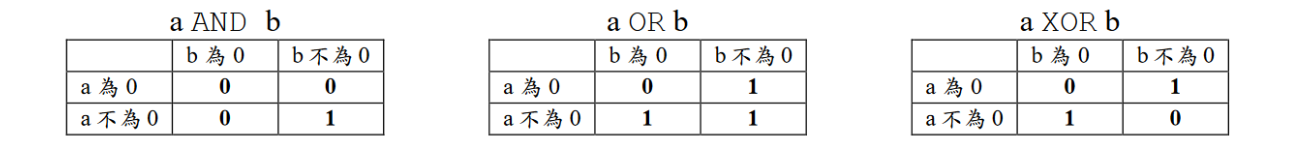 a AND b a OR b a XOR b
b 為 0 b 不為 0 b 為 0 b 不為 0 b 為 0 b 不為 0
a 為 0 0 0 a 為 0 0 1 a 為 0 0 1
a 不為 0 0 1 a 不為 0 1 1 a 不為 0 1 0